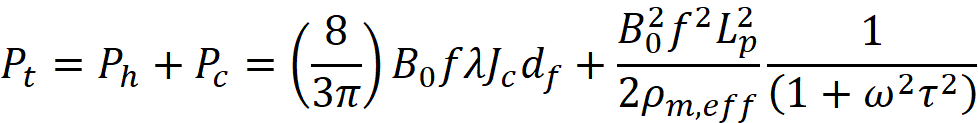 P_t = P_h + P_c = (8/3π) B_0 f λ J_c d_f + (B_0^2 f^2 L_p^2)/(2ρ_{m,eff}) 1/(1 + ω^2 τ^2)